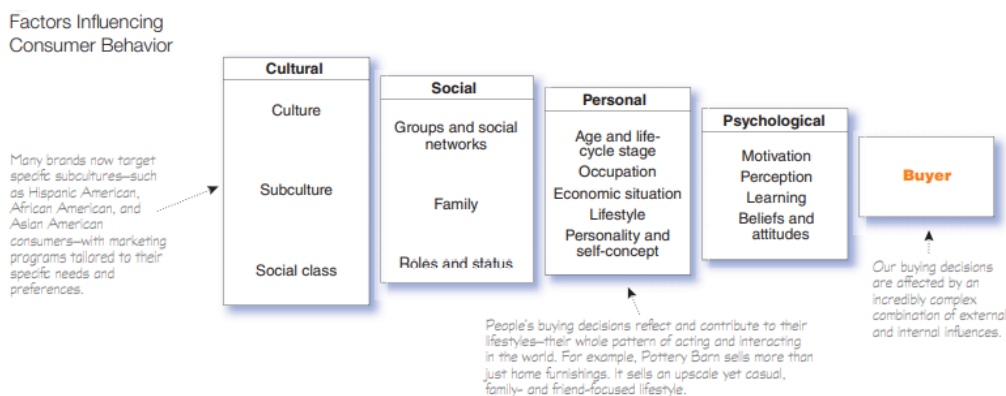 Factors Influencing
Consumer Behavior
Cultural
Culture
Subculture
Social class
Many brands now target
specific subcultures—such
as Hispanic American,
African American, and
Asian American
consumers—with marketing
programs tailored to their
specific needs and
preferences.
Social
Groups and social
networks
Family
Roles and status
Personal
Age and life-
cycle stage
Occupation
Economic situation
Lifestyle
Personality and
self-concept
People's buying decisions reflect and contribute to their
lifestyles—their whole pattern of acting and interacting
in the world. For example, Pottery Barn sells more than
just home furnishings. It sells an upscale yet casual,
family- and friend-focused lifestyle.
Psychological
Motivation
Perception
Learning
Beliefs and
attitudes
Buyer
Our buying decisions
are affected by an
incredibly complex
combination of external
and internal influences.